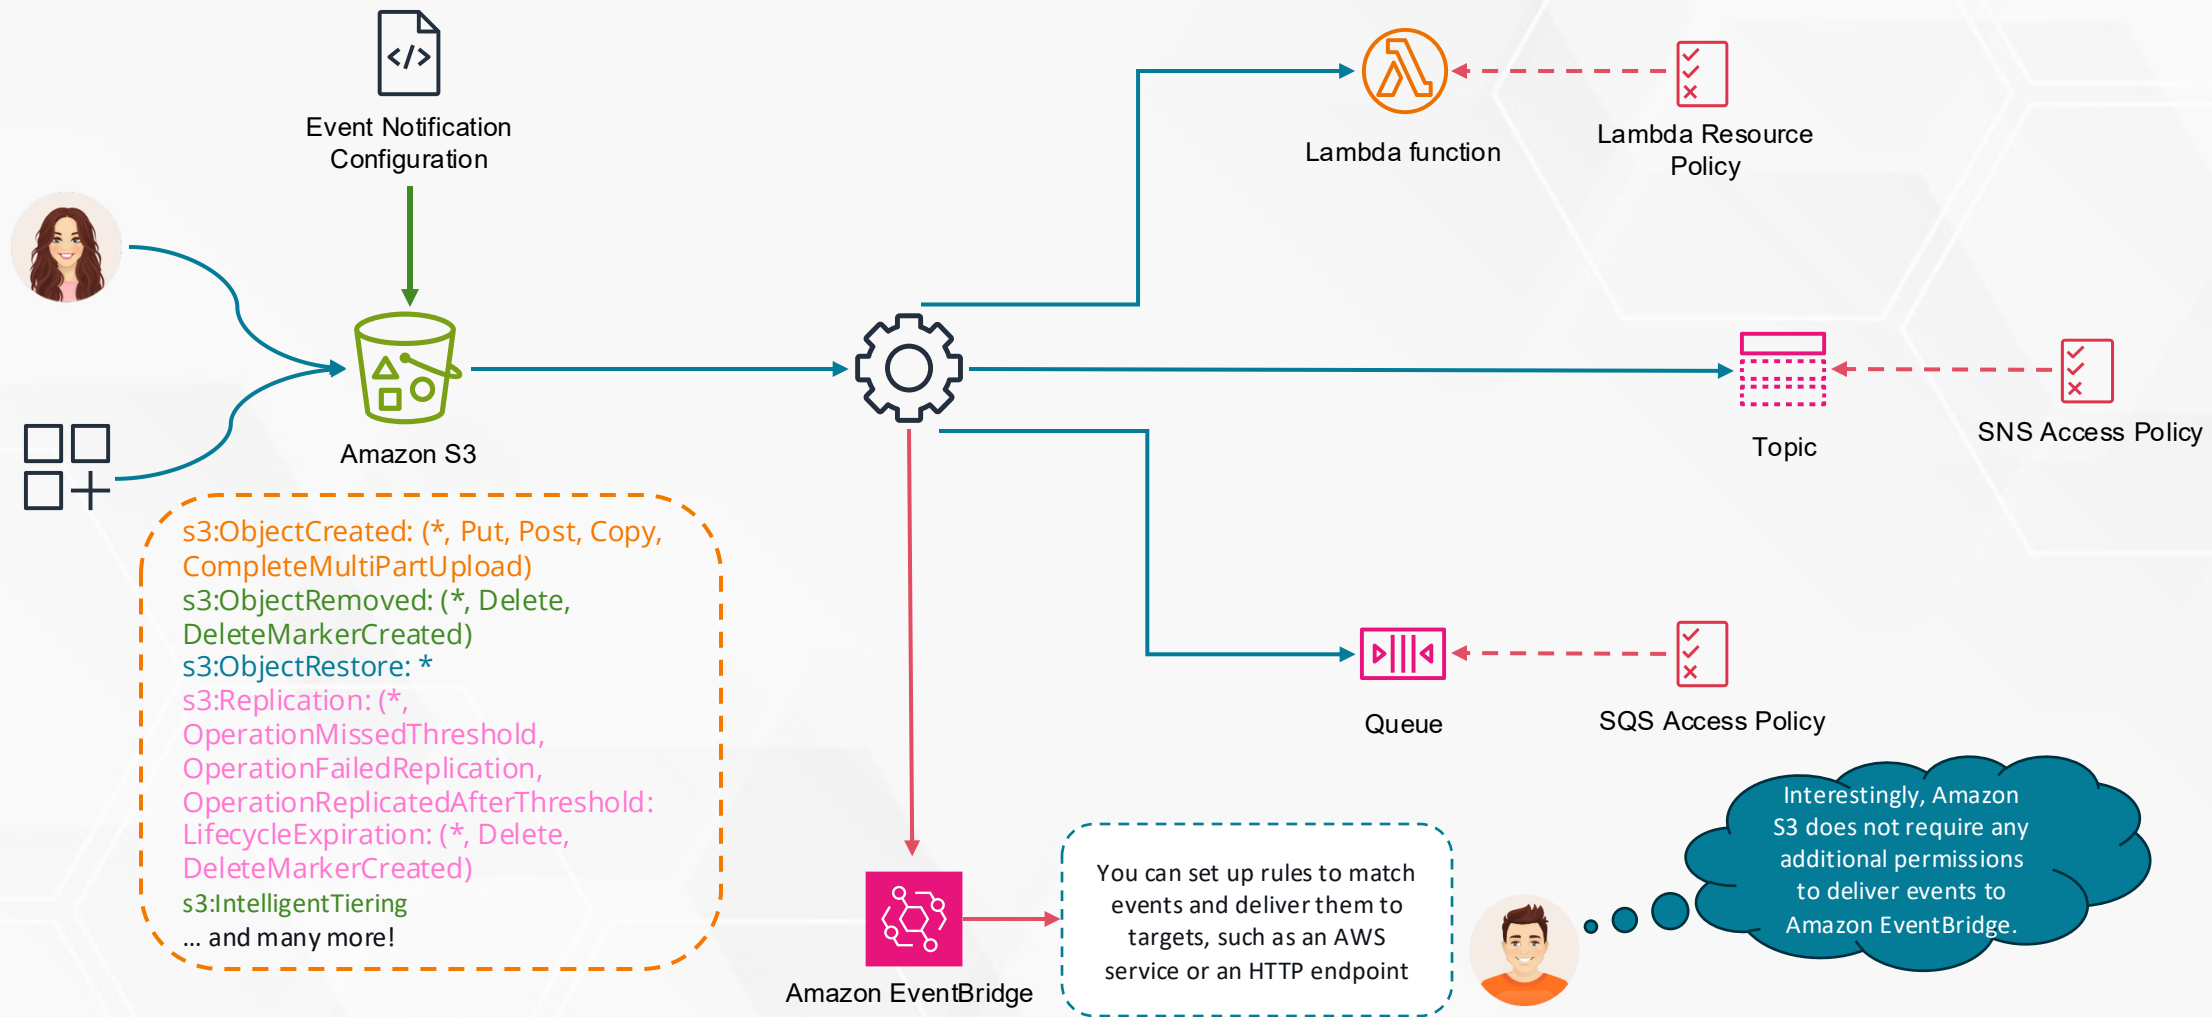 Event Notification
Configuration
Lambda function
Lambda Resource
Policy
Amazon S3
Topic
SNS Access Policy
s3:ObjectCreated: (*, Put, Post, Copy,
CompleteMultiPartUpload)
s3:ObjectRemoved: (*, Delete,
DeleteMarkerCreated)
s3:ObjectRestore: *
s3:Replication: (*,
OperationMissedThreshold,
OperationFailedReplication,
OperationReplicatedAfterThreshold:
LifecycleExpiration: (*, Delete,
DeleteMarkerCreated)
s3:IntelligentTiering
... and many more!
Queue
SQS Access Policy
Amazon EventBridge
You can set up rules to match
events and deliver them to
targets, such as an AWS
service or an HTTP endpoint
Interestingly, Amazon
S3 does not require any
additional permissions
to deliver events to
Amazon EventBridge.